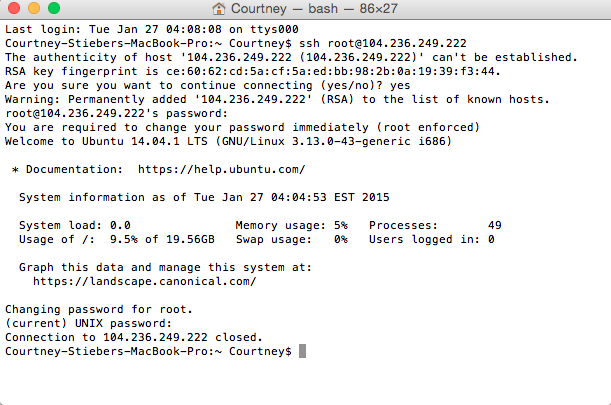 Courtney — bash — 86×27
Last login: Tue Jan 27 04:08:08 on ttys000
Courtney-Stiebers-MacBook-Pro:~ Courtney$ ssh root@104.236.249.222
The authenticity of host '104.236.249.222 (104.236.249.222)' can't be established.
RSA key fingerprint is ce:60:62:cd:5a:cf:5a:ed:bb:98:2b:0a:19:39:f3:44.
Are you sure you want to continue connecting (yes/no)? yes
Warning: Permanently added '104.236.249.222' (RSA) to the list of known hosts.
root@104.236.249.222's password:
You are required to change your password immediately (root enforced)
Welcome to Ubuntu 14.04.1 LTS (GNU/Linux 3.13.0-43-generic i686)
* Documentation:  https://help.ubuntu.com/
System information as of Tue Jan 27 04:04:53 EST 2015
System load: 0.0 Memory usage: 5% Processes: 49
Usage of /: 9.5% of 19.56GB Swap usage: 0% Users logged in: 0
Graph this data and manage this system at:
https://landscape.canonical.com/
Changing password for root.
(current) UNIX password:
Connection to 104.236.249.222 closed.
Courtney-Stiebers-MacBook-Pro:~ Courtney$